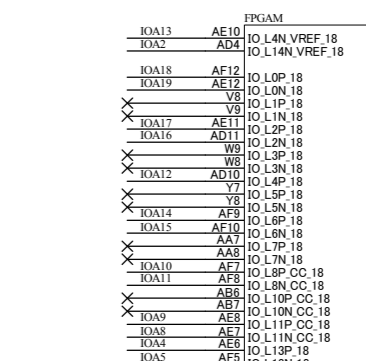 FPGAM
IOA13 AE10 IO_L4N_VREF_18
IOA2 AD4 IO_L14N_VREF_18
IOA18 AF12 IO_L0P_18
IOA19 AE12 IO_L0N_18
V8 IO_L1P_18
V9 IO_L1N_18
IOA17 AE11 IO_L2P_18
IOA16 AD11 IO_L2N_18
W9 IO_L3P_18
W8 IO_L3N_18
IOA12 AD10 IO_L4P_18
Y7 IO_L5P_18
Y8 IO_L5N_18
IOA14 AF9 IO_L6P_18
IOA15 AF10 IO_L6N_18
AA7 IO_L7P_18
AA8 IO_L7N_18
IOA10 AF7 IO_L8P_CC_18
IOA11 AF8 IO_L8N_CC_18
AB6 IO_L10P_CC_18
AB7 IO_L10N_CC_18
IOA9 AE8 IO_L11P_CC_18
IOA8 AE7 IO_L11N_CC_18
IOA4 AE6 IO_L13P_18
IOA5 AF5